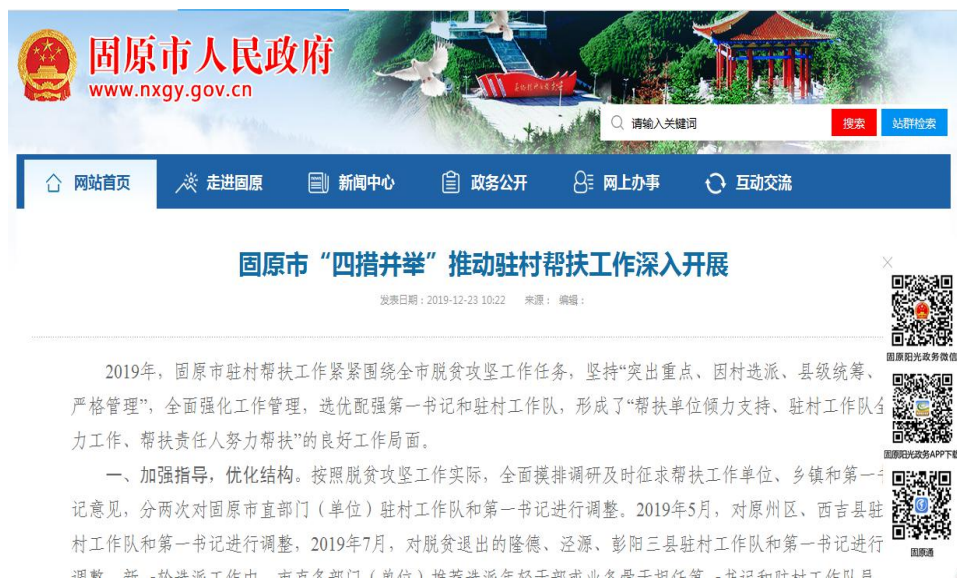 固原市人民政府
www.nxgy.gov.cn
请输入关键词
搜索
站群检索
网站首页
走进固原
新闻中心
政务公开
网上办事
互动交流
固原市“四措并举”推动驻村帮扶工作深入开展
发表日期：2019-12-23 10:22 来源： 编辑：
2019年，固原市驻村帮扶工作紧紧围绕全市脱贫攻坚工作任务，坚持“突出重点、因村选派、县级统筹、
严格管理”，全面强化工作管理，选优配强第一书记和驻村工作队，形成了“帮扶单位倾力支持、驻村工作队全
力工作、帮扶责任人努力帮扶”的良好工作局面。
一、加强指导，优化结构。按照脱贫攻坚工作实际，全面摸排调研及时征求帮扶工作单位、乡镇和第一书
记意见，分两次对固原市直部门（单位）驻村工作队和第一书记进行调整。2019年5月，对原州区、西吉县驻
村工作队和第一书记进行调整，2019年7月，对脱贫退出的隆德、泾源、彭阳三县驻村工作队和第一书记进行
固原阳光政务微信
固原阳光政务APP下载
固原通